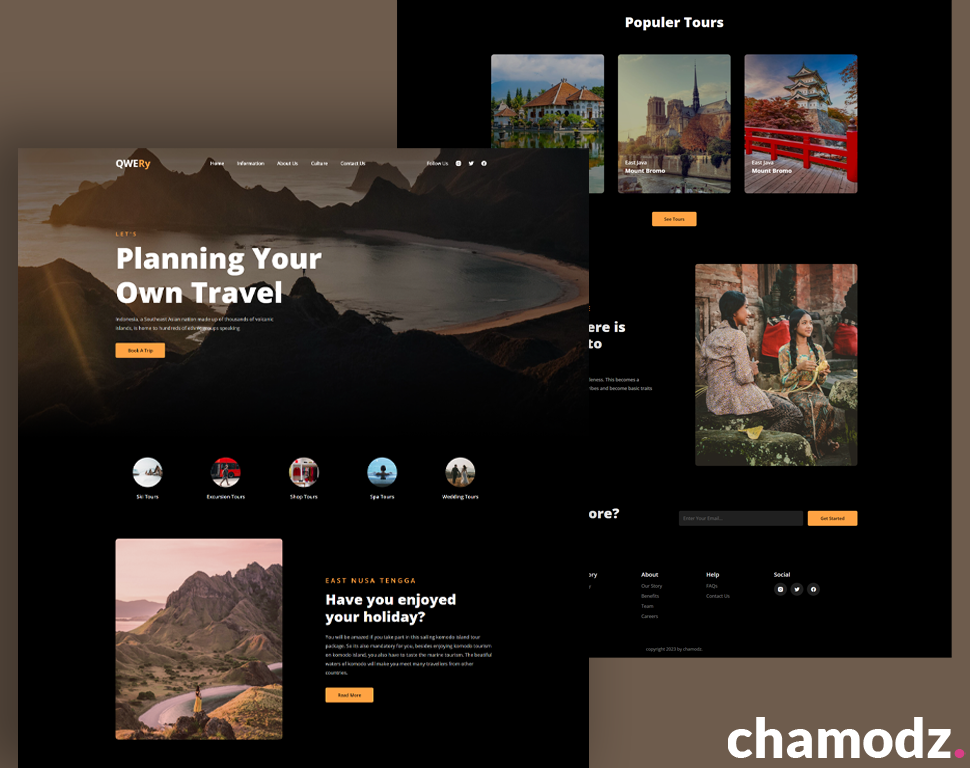 QWERy
Home Information About Us Culture Contact Us
Follow Us
LET'S
Planning Your
Own Travel
Indonesia, a Southeast Asian nation made up of thousands of volcanic
islands, is home to hundreds of ethnic groups speaking
Book A Trip
Ski Tours
Excursion Tours
Shop Tours
Spa Tours
Wedding Tours
EAST NUSA TENGGA
Have you enjoyed
your holiday?
You will be amazed if you take part in this sailing komodo island tour
package. So its also mandatory for you, besides enjoying komodo tourism
on komodo island, you also have to taste the marine tourism. The beautiful
waters of komodo will make you meet many travellers from other
countries.
Read More
Populer Tours
East Java
Mount Bromo
East Java
Mount Bromo
See Tours
ere is
to
This becomes a
ribes and become basic traits
ore?
Enter Your Email...
Get Started
ory
y
About
Our Story
Benefits
Team
Careers
Help
FAQs
Contact Us
Social
copyright 2023 by chamodz.
chamodz.